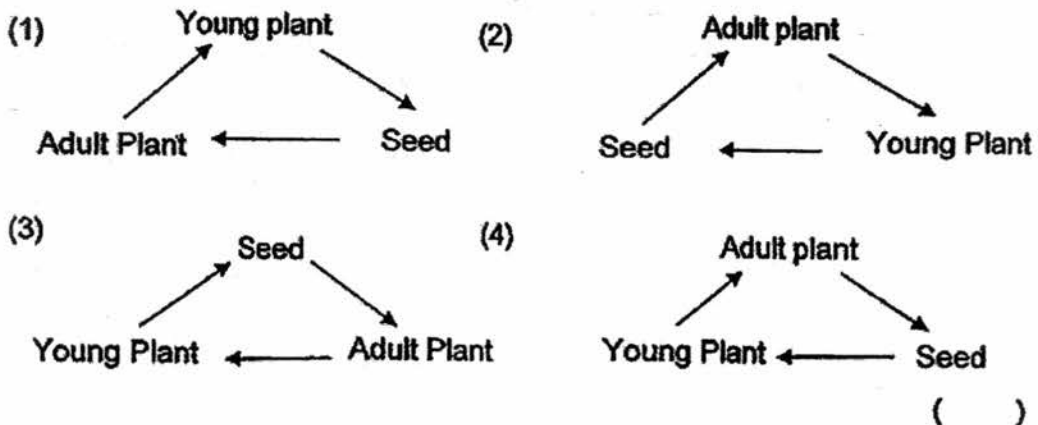 (1) Young plant
Adult Plant Seed
(2) Adult plant
Seed Young Plant
(3) Seed
Young Plant Adult Plant
(4) Adult plant
Young Plant Seed
( )